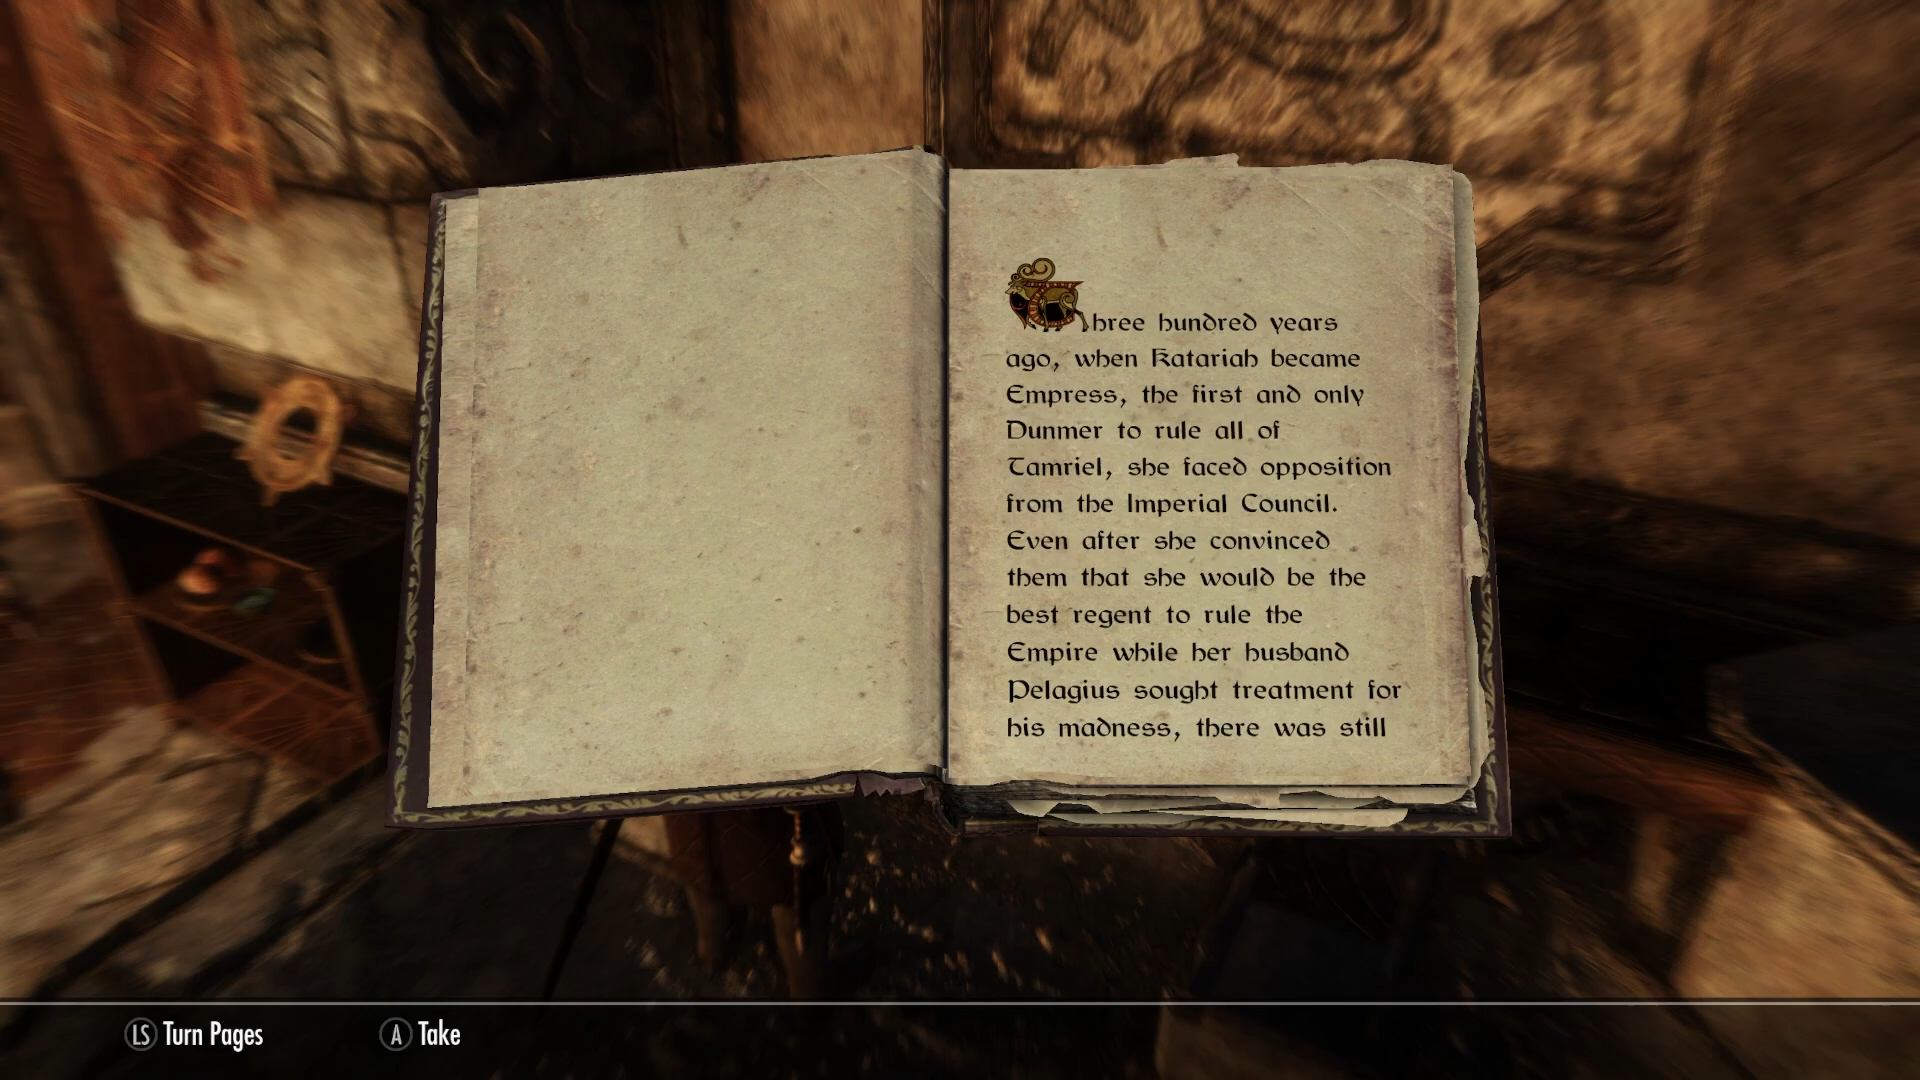 Three hundred years
ago, when Katariah became
Empress, the first and only
Dunmer to rule all of
Tamriel, she faced opposition
from the Imperial Council.
Even after she convinced
them that she would be the
best regent to rule the
Empire while her husband
Pelagius sought treatment for
his madness, there was still
LS Turn Pages
A Take